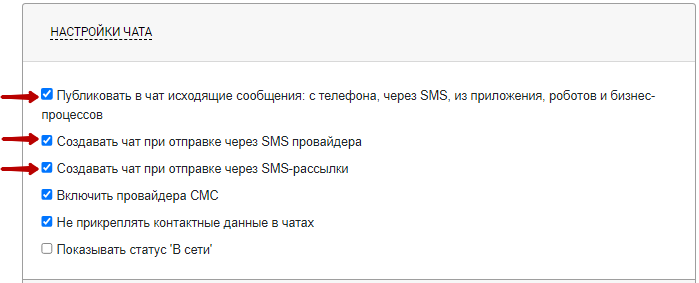 НАСТРОЙКИ ЧАТА
Публиковать в чат исходящие сообщения: с телефона, через SMS, из приложения, роботов и бизнес-
процессов
Создавать чат при отправке через SMS провайдера
Создавать чат при отправке через SMS-рассылки
Включить провайдера СМС
Не прикреплять контактные данные в чатах
Показывать статус 'В сети'